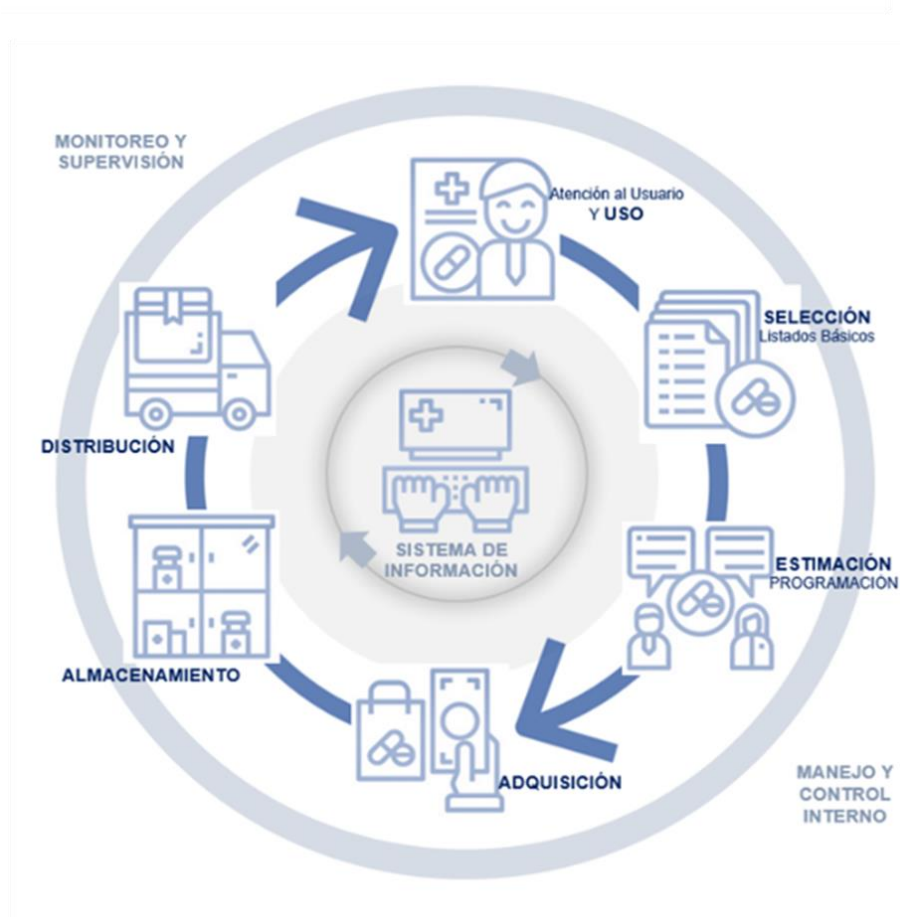 MONITOREO Y
SUPERVISIÓN
Atención al Usuario
Y USO
SELECCIÓN
Listados Básicos
DISTRIBUCIÓN
SISTEMA DE
INFORMACIÓN
ESTIMACIÓN
PROGRAMACIÓN
ALMACENAMIENTO
ADQUISICIÓN
MANEJO Y
CONTROL
INTERNO